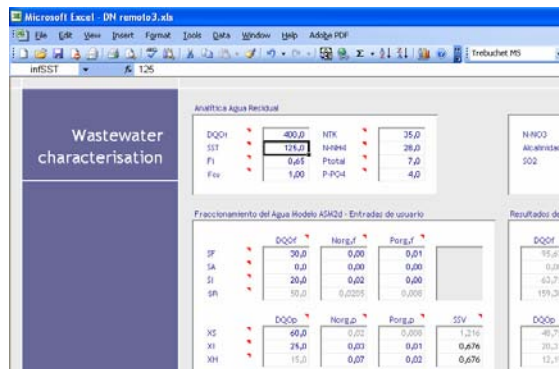 Microsoft Excel - DN remoto3.xls
File Edit View Insert Format Tools Data Window Help Adobe PDF
Trebuchet MS
infSST fx 125
Analítica Agua Residual
Wastewater characterisation
DQOt 400,0 NTK 35,0 N-NO3
SST 125,0 N-NH4 28,0 Alcalinidad
Fi 0,65 Ptotal 7,0 SO2
1,00 P-PO4 4,0
Fraccionamiento del Agua Modelo ASM2d - Entradas de usuario Resultados de
DQOf Norg,f Porg,f DQOf
SF 30,0 0,00 0,01
SA 0,0 0,00 0,00
SI 20,0 0,02 0,00
50,0 0,0205 0,008
DQOp Norg,p Porg,p SSV DQOp
XS 60,0 0,02 0,008 1,216
XI 25,0 0,03 0,01 0,676
XH 15,0 0,07 0,02 0,676